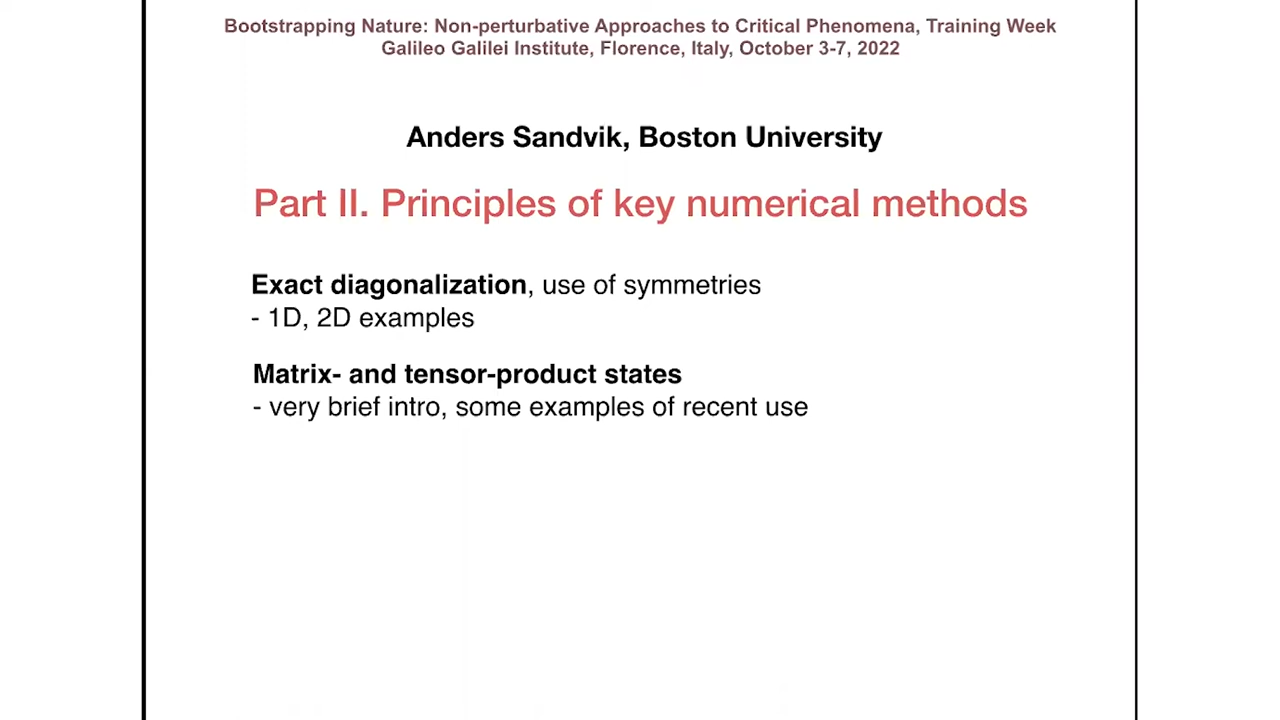 Bootstrapping Nature: Non-perturbative Approaches to Critical Phenomena, Training Week
Galileo Galilei Institute, Florence, Italy, October 3-7, 2022
Anders Sandvik, Boston University
Part II. Principles of key numerical methods
Exact diagonalization, use of symmetries
- 1D, 2D examples
Matrix- and tensor-product states
- very brief intro, some examples of recent use